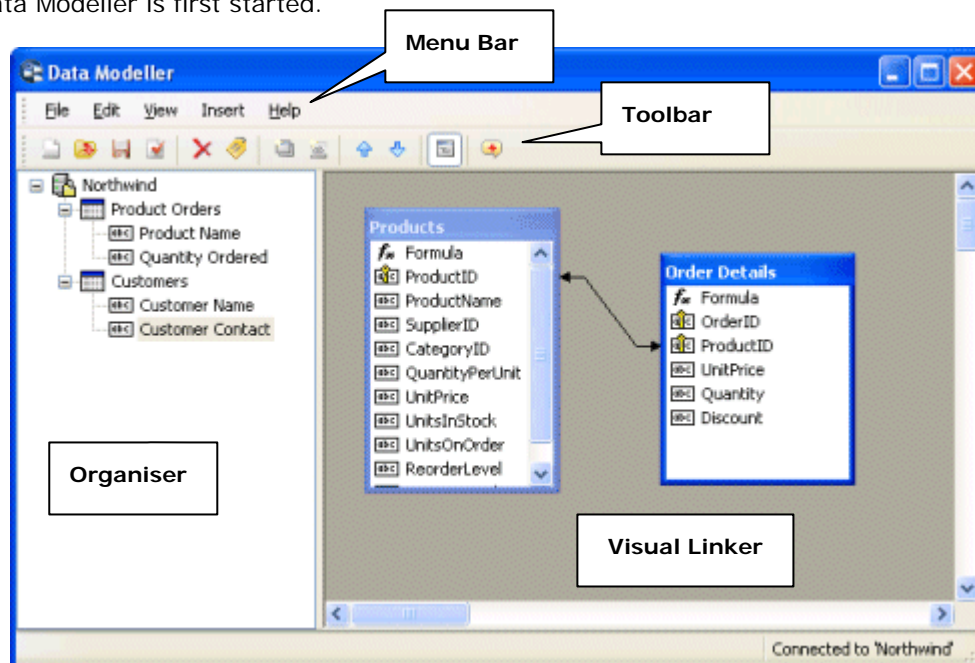 ata Modeller is first started.
Menu Bar
Data Modeller
File Edit View Insert Help
Toolbar
Northwind
Product Orders
Product Name
Quantity Ordered
Customers
Customer Name
Customer Contact
Organiser
Products
Formula
ProductID
ProductName
SupplierID
CategoryID
QuantityPerUnit
UnitPrice
UnitsInStock
UnitsOnOrder
ReorderLevel
Order Details
Formula
OrderID
ProductID
UnitPrice
Quantity
Discount
Visual Linker
Connected to 'Northwind'